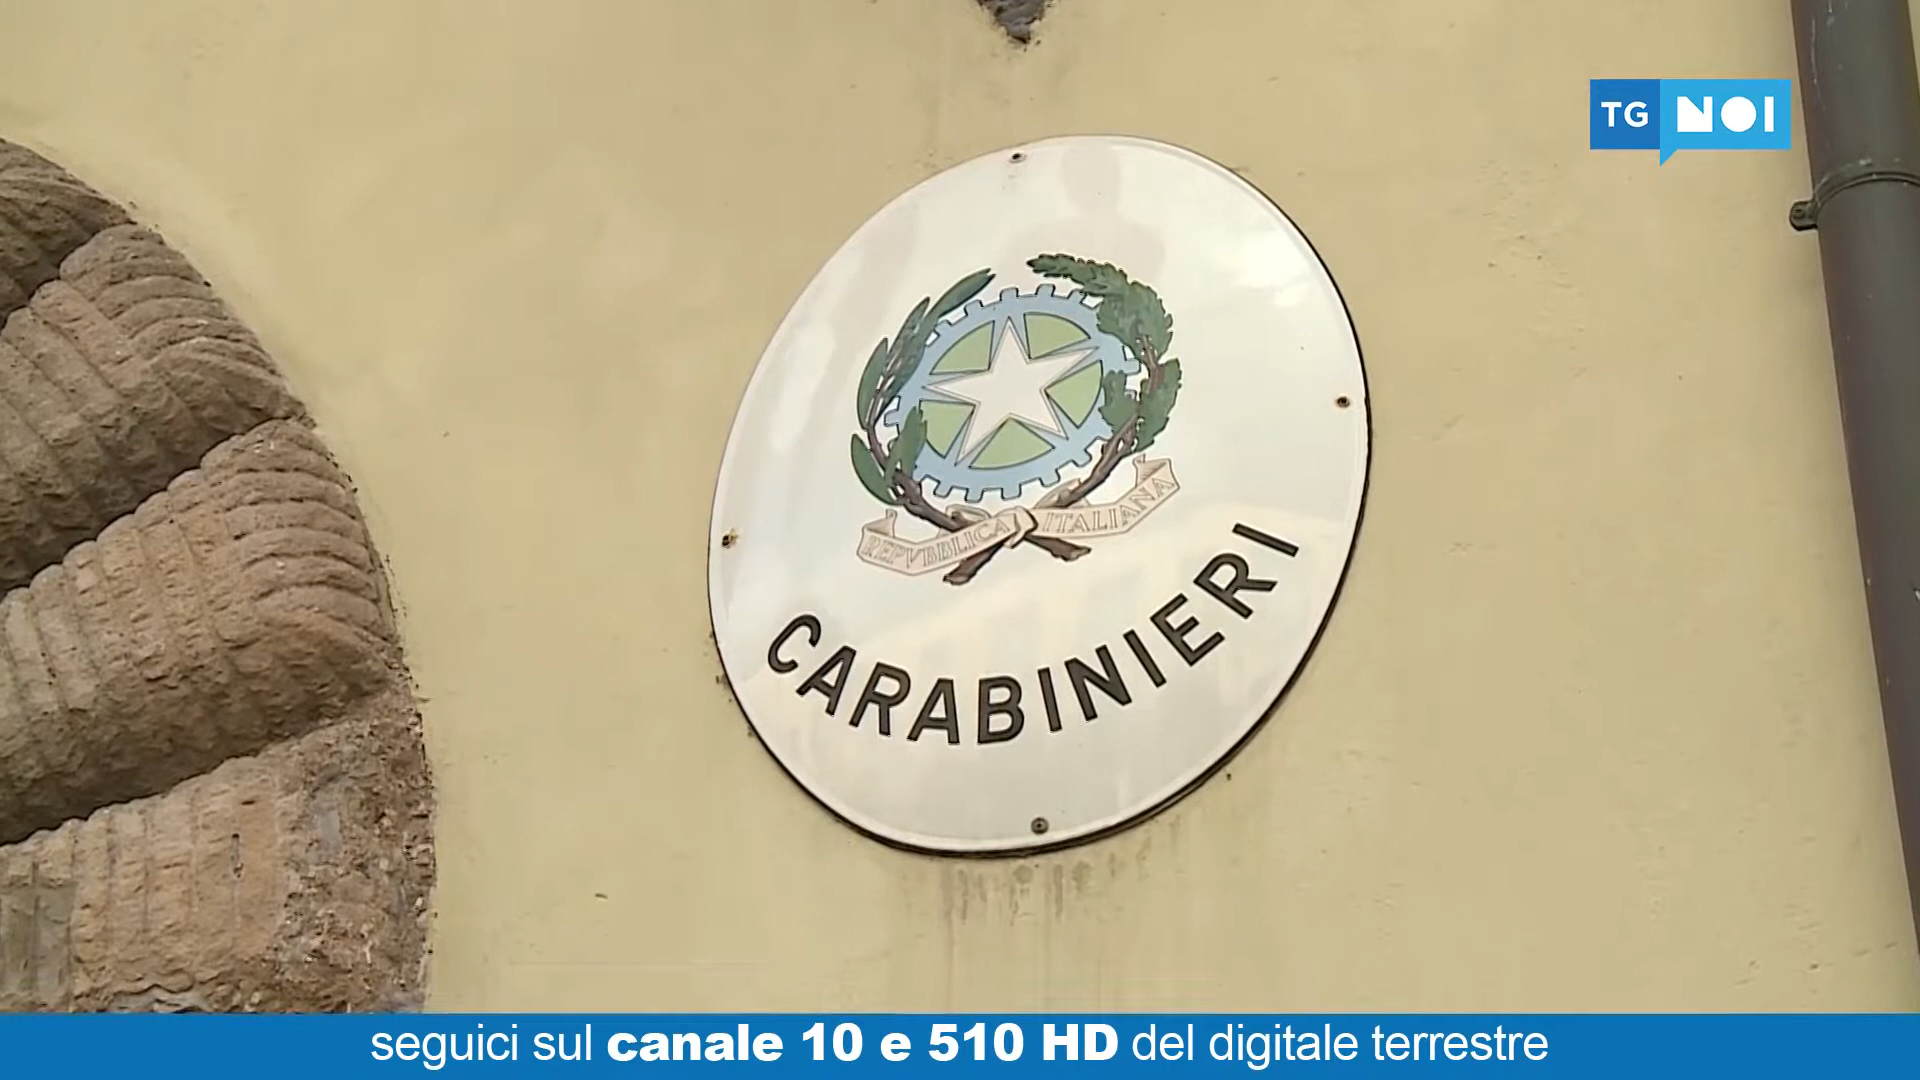 TG NOI
REPVBBLICA ITALIANA
CARABINIERI
seguici sul canale 10 e 510 HD del digitale terrestre